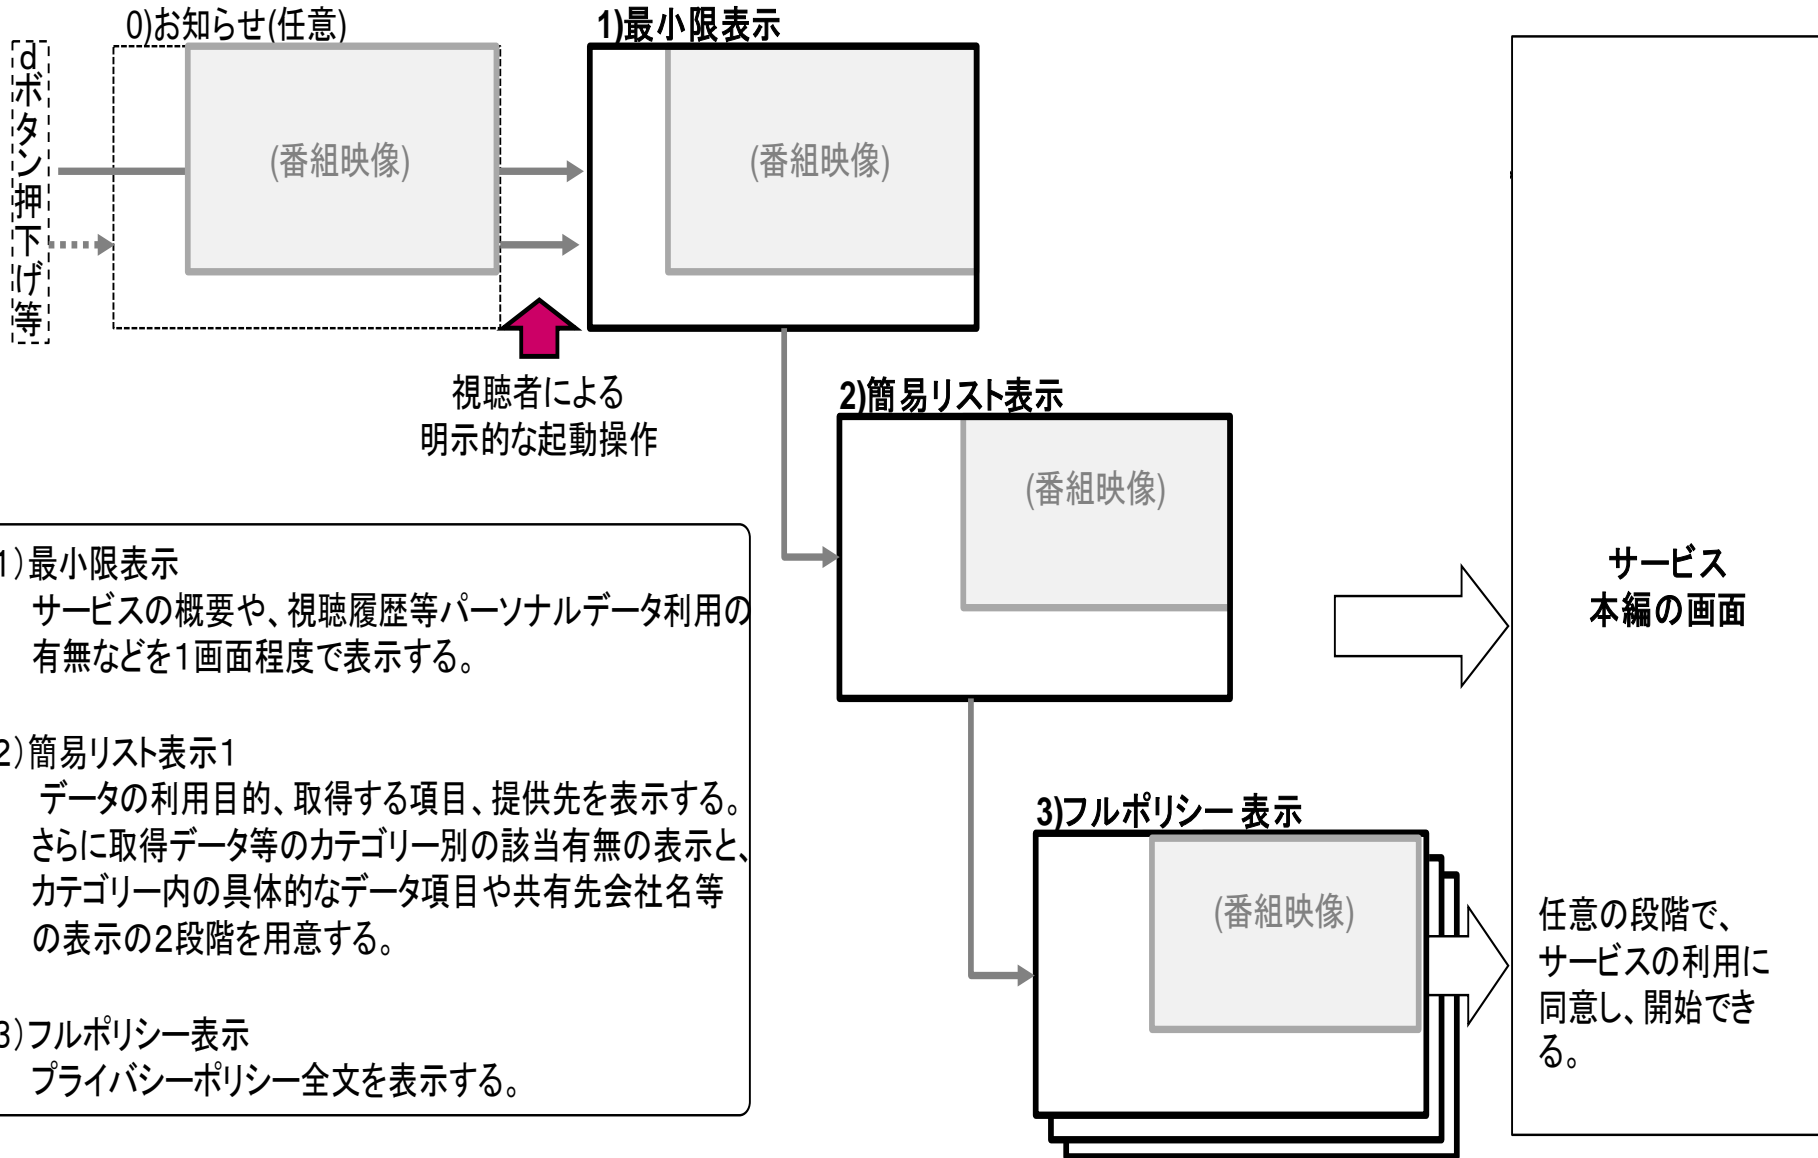 0)お知らせ(任意)
1)最小限表示
dボタン押下げ等
(番組映像)
(番組映像)
視聴者による
明示的な起動操作
2)簡易リスト表示
(番組映像)
1)最小限表示
サービスの概要や、視聴履歴等パーソナルデータ利用の
有無などを1画面程度で表示する。
2)簡易リスト表示1
データの利用目的、取得する項目、提供先を表示する。
さらに取得データ等のカテゴリー別の該当有無の表示と、
カテゴリー内の具体的なデータ項目や共有先会社名等
の表示の2段階を用意する。
3)フルポリシー表示
プライバシーポリシー全文を表示する。
3)フルポリシー表示
(番組映像)
サービス
本編の画面
任意の段階で、
サービスの利用に
同意し、開始でき
る。